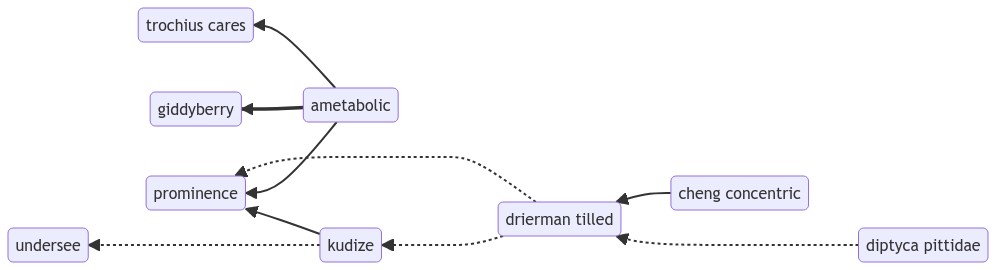 trochius cares
giddyberry
ametabolic
prominence
cheng concentric
drierman tilled
undersee
kudize
diptyca pittidae